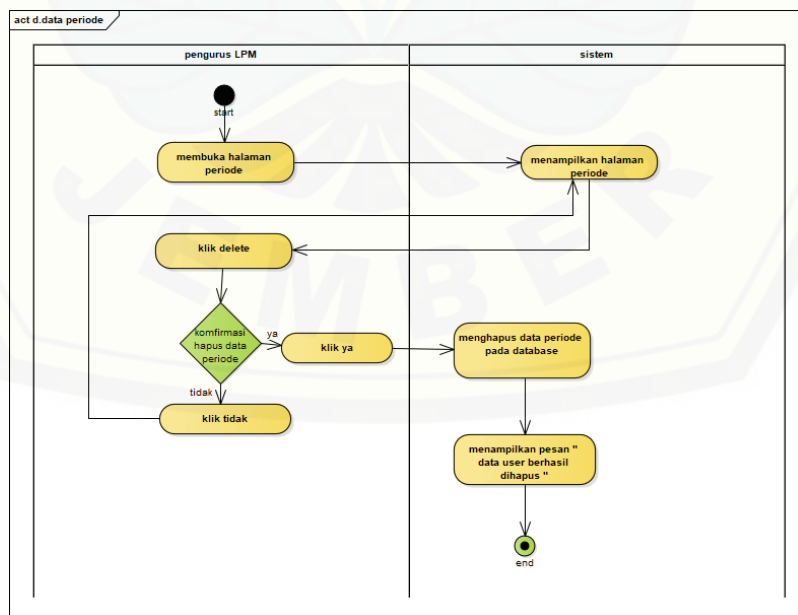 act d.data periode
pengurus LPM
sistem
start
membuka halaman
periode
menampilkan halaman
periode
klik delete
komfirmasi
hapus data
periode
ya
klik ya
menghapus data periode
pada database
tidak
klik tidak
menampilkan pesan "
data user berhasil
dihapus "
end
JEMBER